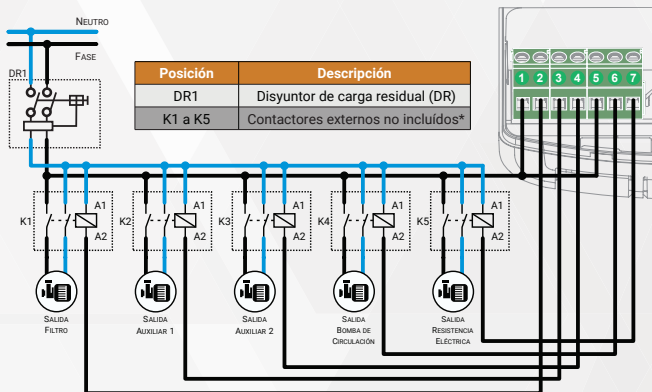 NEUTRO
FASE
DR1
Posición Descripción
DR1 Disyuntor de carga residual (DR)
K1 a K5 Contactores externos no incluídos*
1 2 3 4 5 6 7
K1 A1 A2
K2 A1 A2
K3 A1 A2
K4 A1 A2
K5 A1 A2
SALIDA
FILTRO
SALIDA
AUXILIAR 1
SALIDA
AUXILIAR 2
SALIDA
BOMBA DE
CIRCULACIÓN
SALIDA
RESISTENCIA
ELÉCTRICA